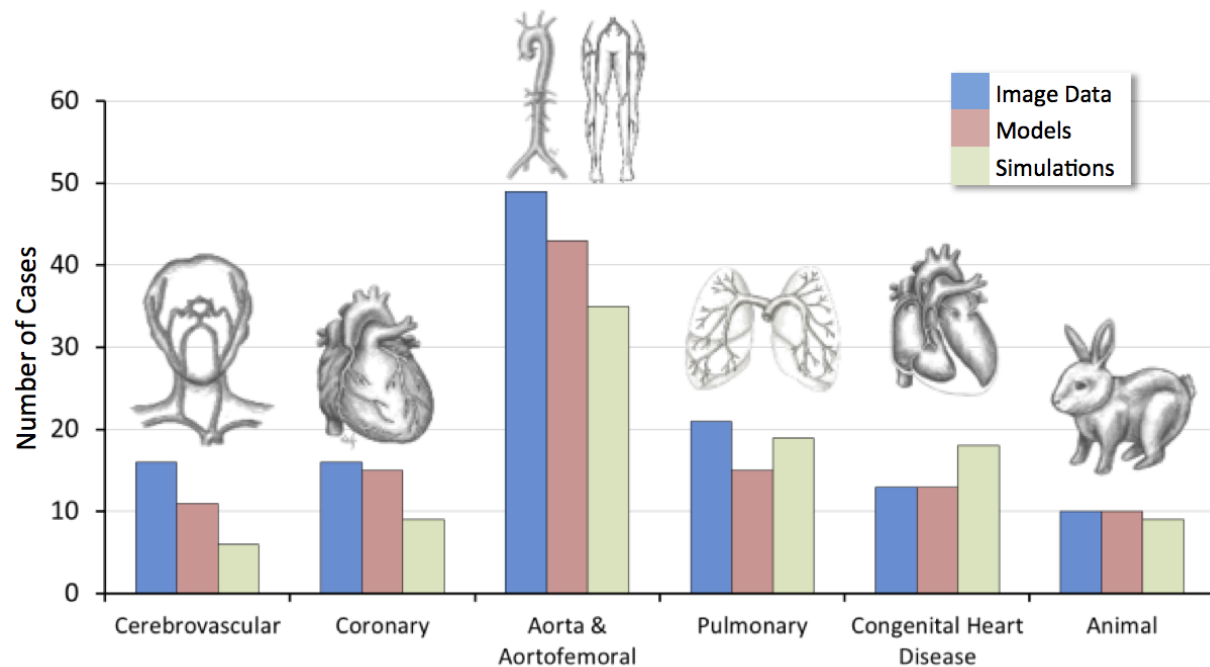 Image Data
Models
Simulations
Number of Cases
60
50
40
30
20
10
0
Cerebrovascular
Coronary
Aorta &
Aortofemoral
Pulmonary
Congenital Heart
Disease
Animal